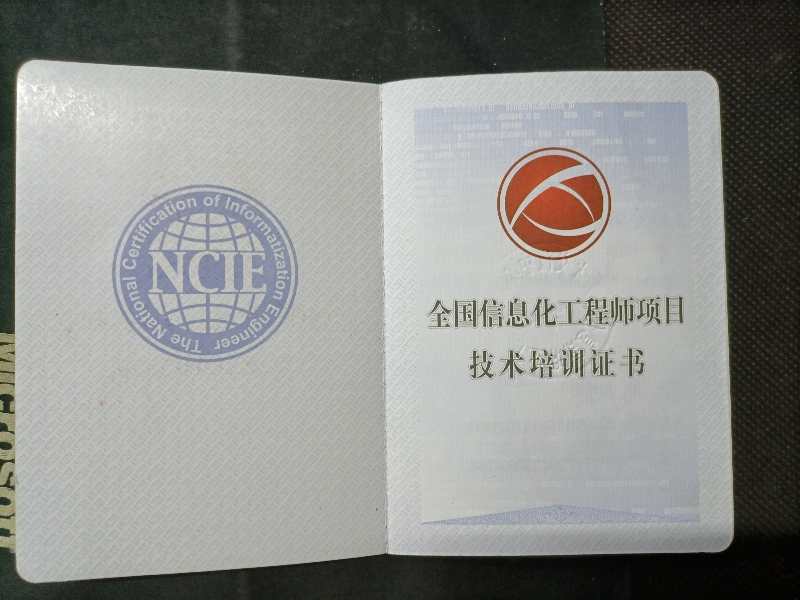 The National Certification of Informatization Engineer
NCIE
全国信息化工程师项目
技术培训证书
Microsoft